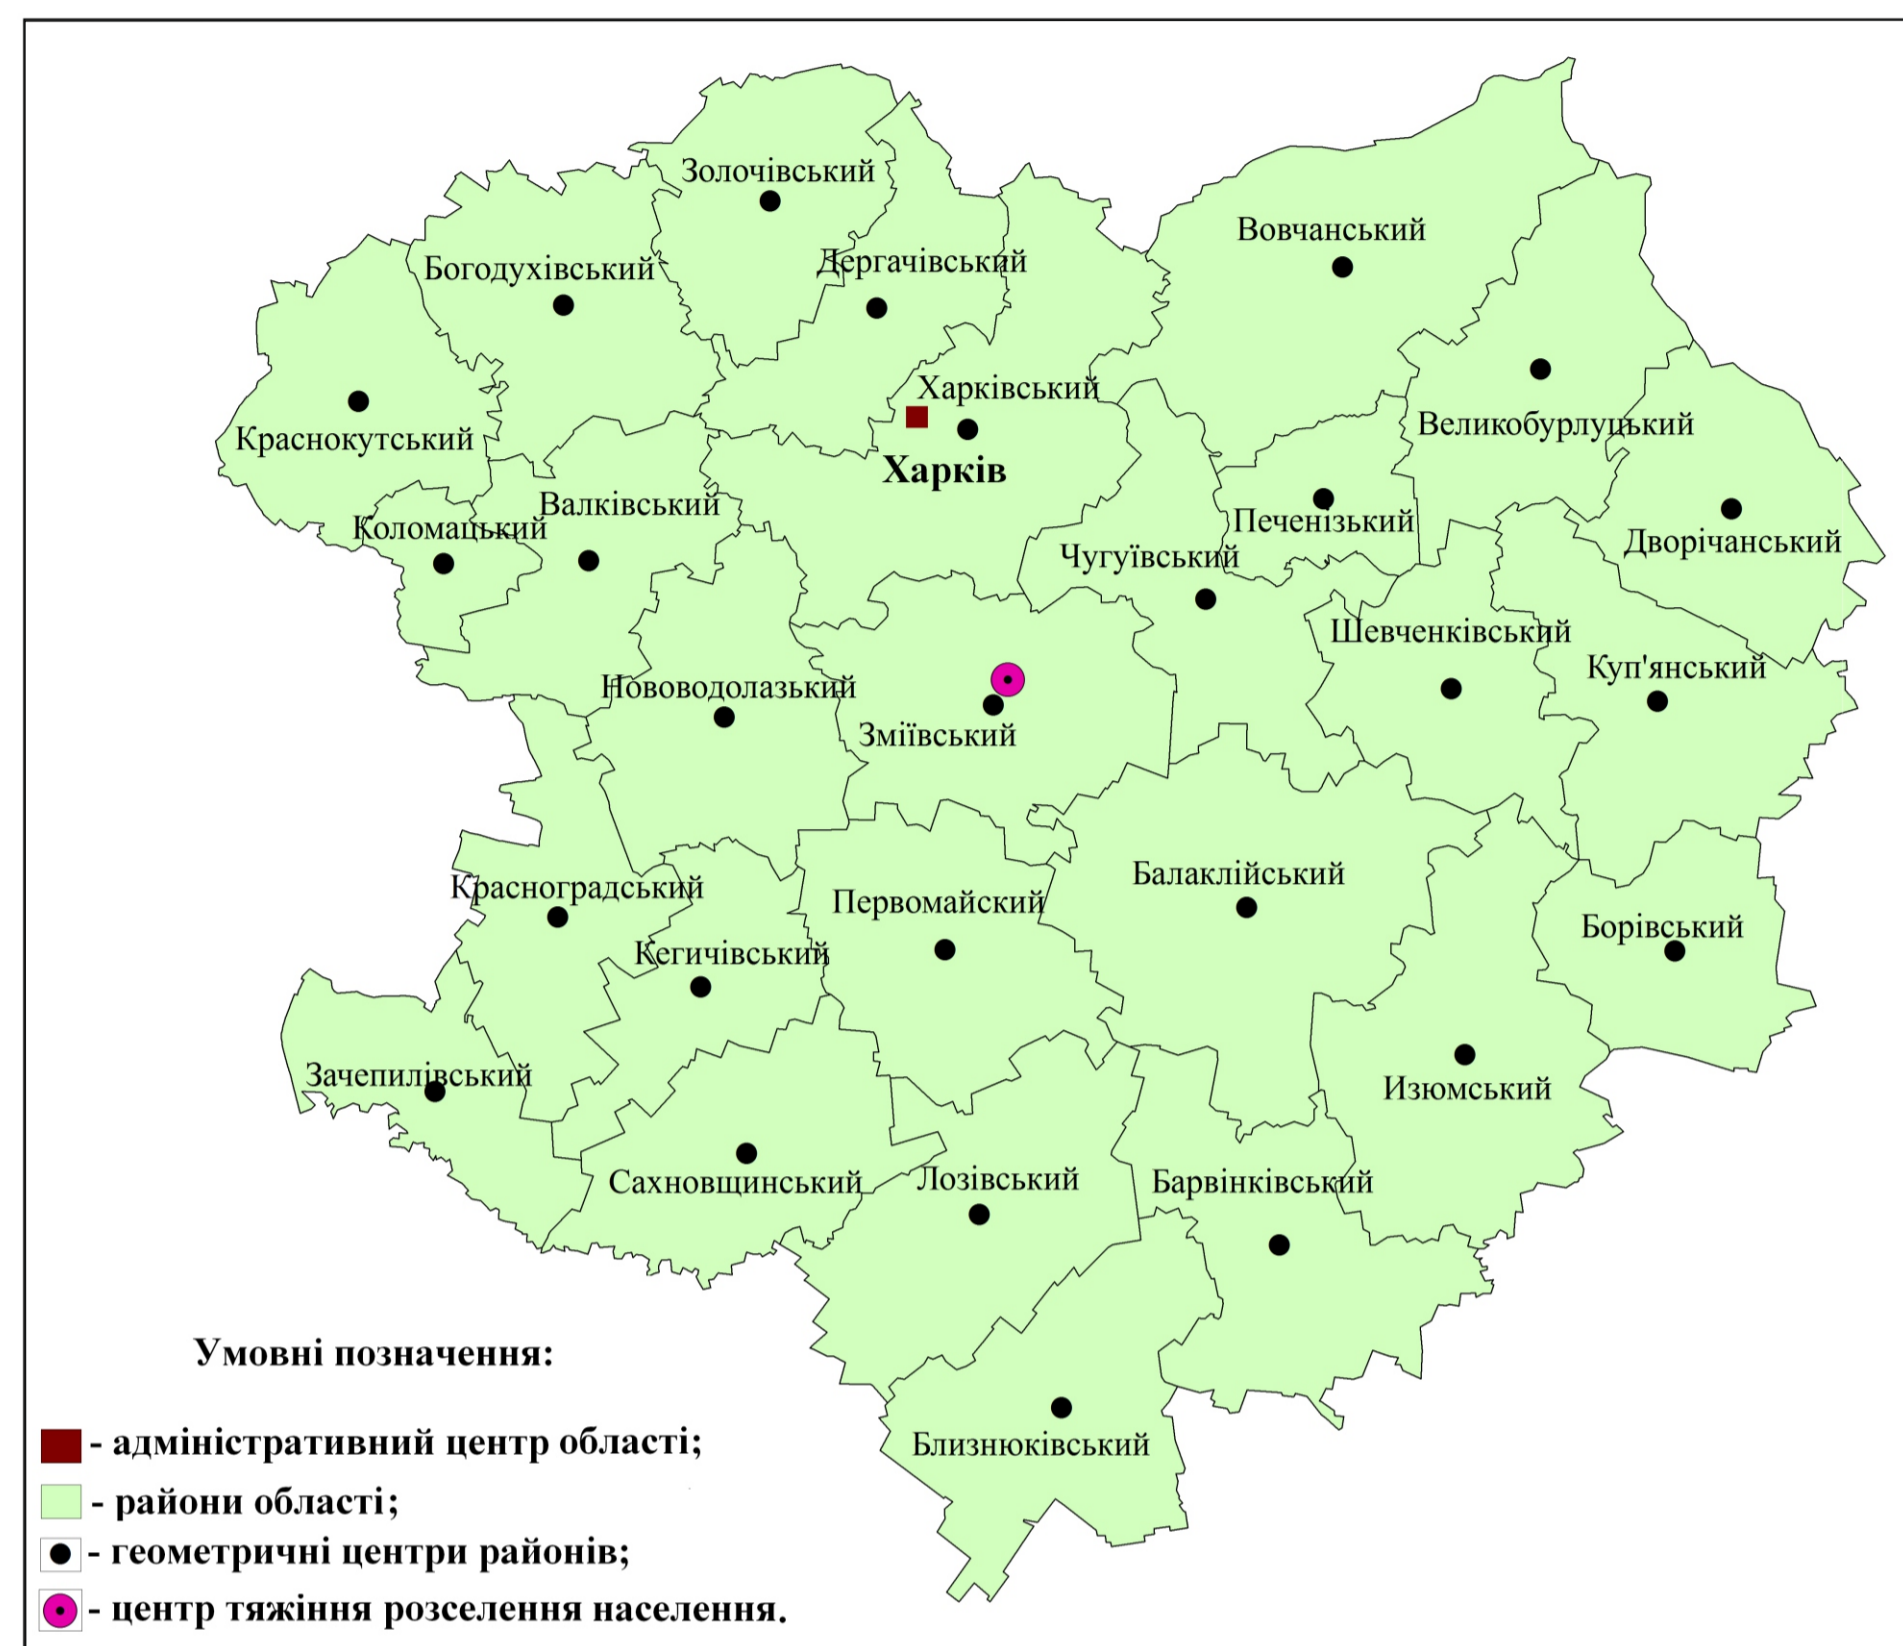 Золочівський
Вовчанський
Дергачівський
Богодухівський
Харківський
Великобурлуцький
Краснокутський
Харків
Валківський
Печенізький
Коломацький
Дворічанський
Чугуївський
Шевченківський
Куп'янський
Нововодолазький
Зміївський
Балаклійський
Красноградський
Первомайский
Борівський
Кегичівський
Зачепилівський
Изюмський
Сахновщинський
Лозівський
Барвінківський
Близнюківський
Умовні позначення:
- адміністративний центр області;
- райони області;
- геометричні центри районів;
- центр тяжіння розселення населення.